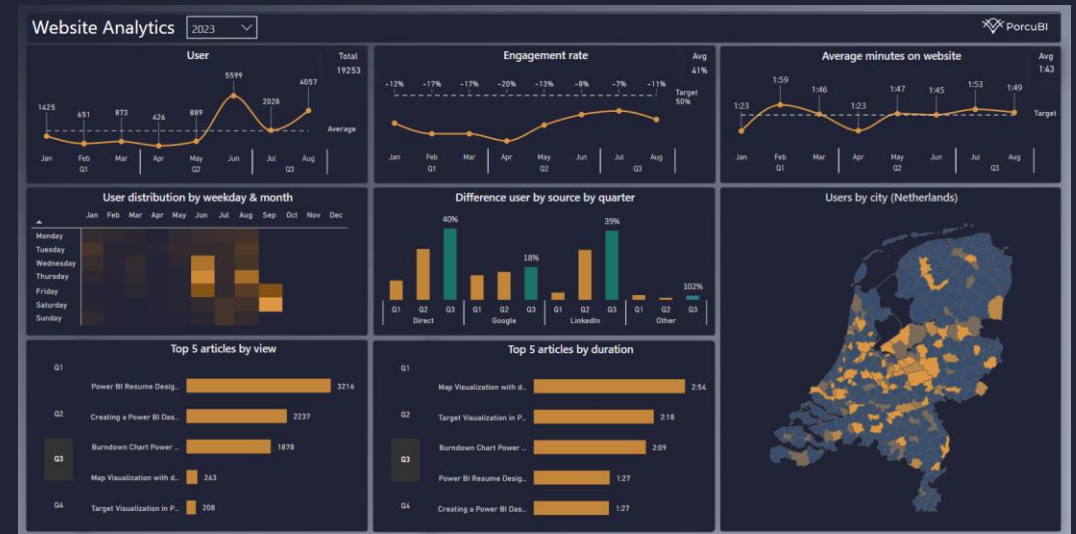 Website Analytics
2023
PorcuBI
User
Total
19253
1425
651
873
426
889
5599
2028
4057
Average
Jan Feb Mar Apr May Jun Jul Aug
Q1 Q2 Q3
Engagement rate
Avg
41%
-12% -17% -17% -20% -13% -8% -7% -11%
Target
50%
Jan Feb Mar Apr May Jun Jul Aug
Q1 Q2 Q3
Average minutes on website
Avg
1:43
1:23 1:59 1:46 1:23 1:47 1:45 1:53 1:49
Target
Jan Feb Mar Apr May Jun Jul Aug
Q1 Q2 Q3
User distribution by weekday & month
Jan Feb Mar Apr May Jun Jul Aug Sep Oct Nov Dec
Monday
Tuesday
Wednesday
Thursday
Friday
Saturday
Sunday
Difference user by source by quarter
40%
18%
39%
102%
Q1 Q2 Q3 Q1 Q2 Q3 Q1 Q2 Q3 Q1 Q2 Q3
Direct Google LinkedIn Other
Users by city (Netherlands)
Top 5 articles by view
Q1
Q2
Q3
Q4
Power BI Resume Desig.. 3216
Creating a Power BI Das.. 2237
Burndown Chart Power .. 1878
Map Visualization with d.. 243
Target Visualization in P.. 208
Top 5 articles by duration
Q1
Q2
Q3
Q4
Map Visualization with d.. 2:54
Target Visualization in P.. 2:18
Burndown Chart Power .. 2:09
Power BI Resume Desig.. 1:27
Creating a Power BI Das.. 1:27